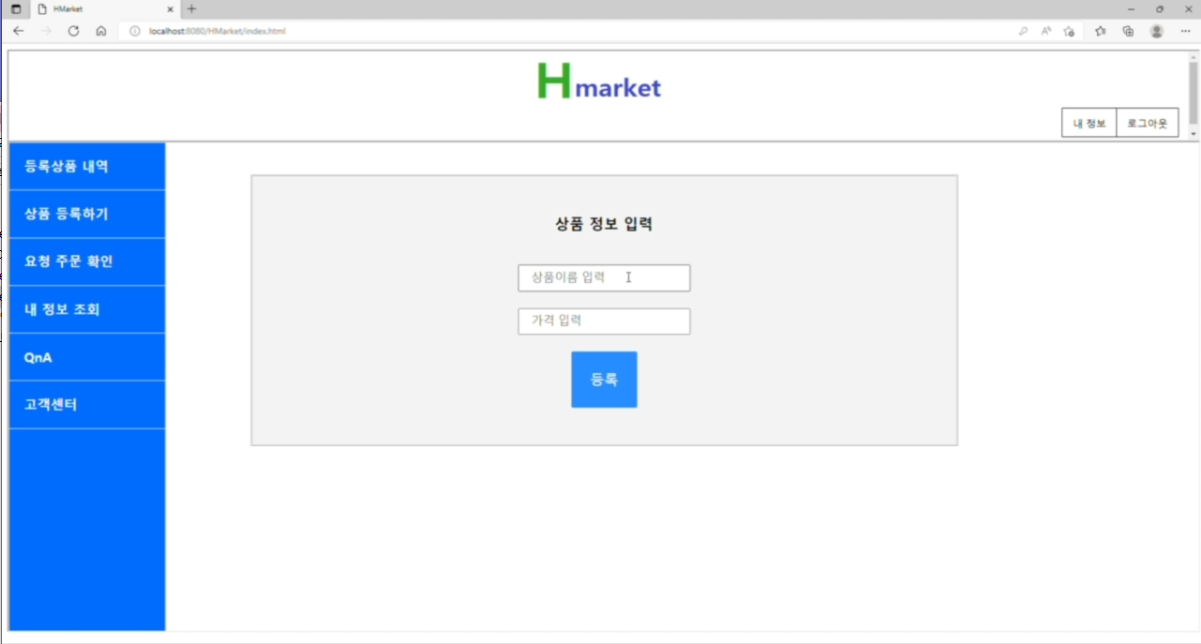 HMarket
localhost:8080/HMarket/index.html
Hmarket
내 정보 로그아웃
등록상품 내역
상품 등록하기
요청 주문 확인
내 정보 조회
QnA
고객센터
상품 정보 입력
상품이름 입력
가격 입력
등록